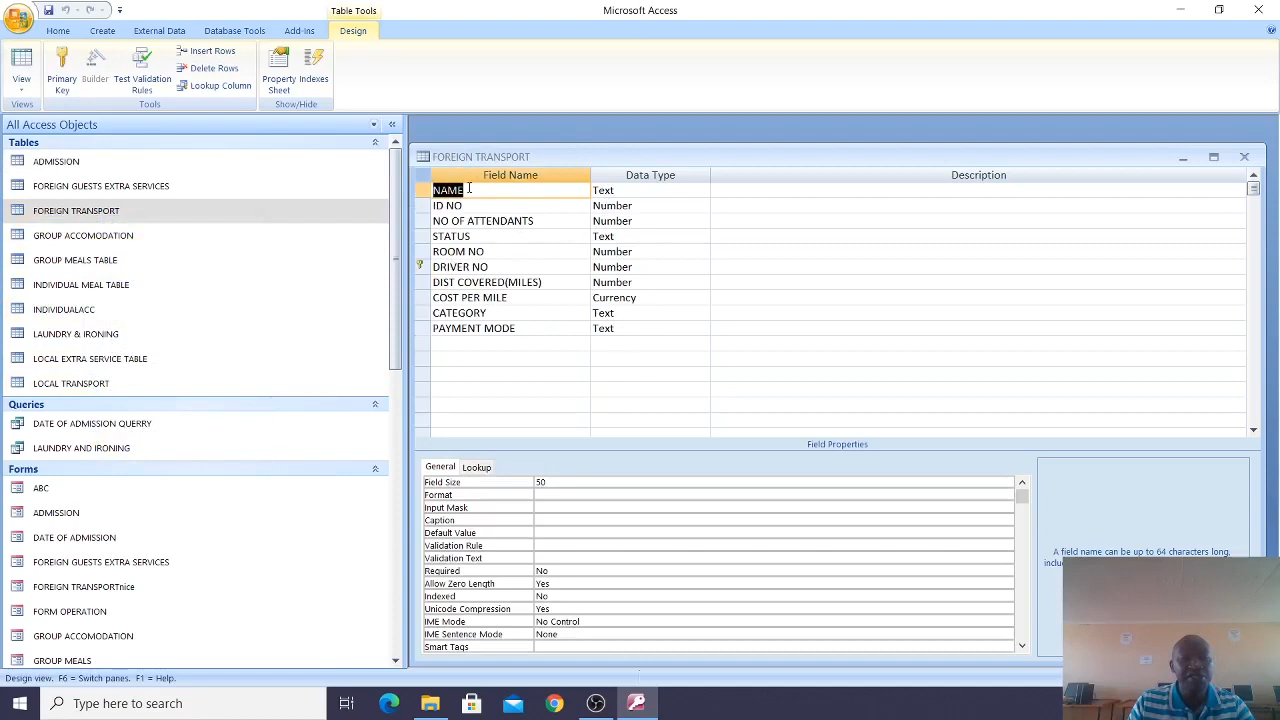 Table Tools
Microsoft Access
Home
Create
External Data
Database Tools
Add-Ins
Design
View
Primary Key
Builder
Test Validation Rules
Insert Rows
Delete Rows
Lookup Column
Property Sheet
Indexes
Views
Tools
Show/Hide
All Access Objects
Tables
ADMISSION
FOREIGN GUESTS EXTRA SERVICES
FOREIGN TRANSPORT
GROUP ACCOMODATION
GROUP MEALS TABLE
INDIVIDUAL MEAL TABLE
INDIVIDUALACC
LAUNDRY & IRONING
LOCAL EXTRA SERVICE TABLE
LOCAL TRANSPORT
Queries
DATE OF ADMISSION QUERRY
LAUNDRY AND IRONING
Forms
ABC
ADMISSION
DATE OF ADMISSION
FOREIGN GUESTS EXTRA SERVICES
FOREIGN TRANSPORTnice
FORM OPERATION
GROUP ACCOMODATION
GROUP MEALS
FOREIGN TRANSPORT
Field Name Data Type Description
NAME Text
ID NO Number
NO OF ATTENDANTS Number
STATUS Text
ROOM NO Number
DRIVER NO Number
DIST COVERED(MILES) Number
COST PER MILE Currency
CATEGORY Text
PAYMENT MODE Text
Field Properties
General Lookup
Field Size 50
Format
Input Mask
Caption
Default Value
Validation Rule
Validation Text
Required No
Allow Zero Length Yes
Indexed No
Unicode Compression Yes
IME Mode No Control
IME Sentence Mode None
Smart Tags
A field name can be up to 64 characters long,
Design view. F6 = Switch panes. F1 = Help.
Type here to search